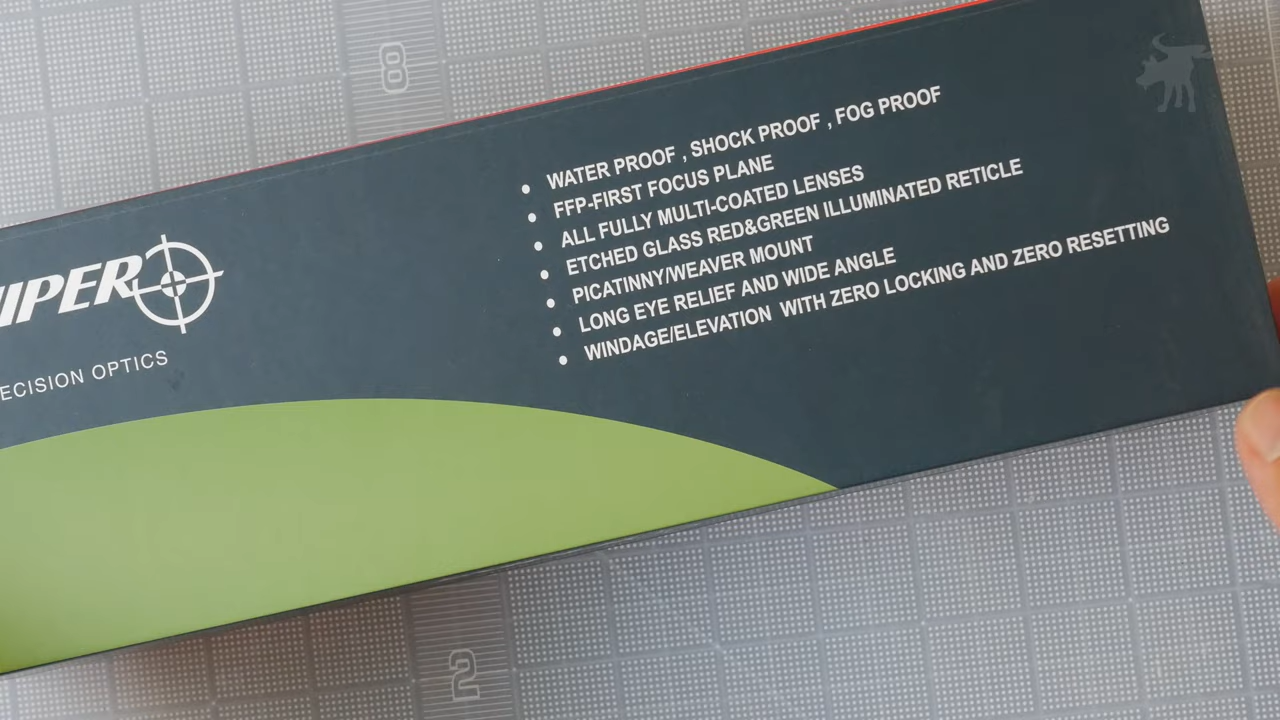 8
WATER PROOF , SHOCK PROOF , FOG PROOF
FFP-FIRST FOCUS PLANE
ALL FULLY MULTI-COATED LENSES
ETCHED GLASS RED&GREEN ILLUMINATED RETICLE
PICATINNY/WEAVER MOUNT
LONG EYE RELIEF AND WIDE ANGLE
WINDAGE/ELEVATION WITH ZERO LOCKING AND ZERO RESETTING
IPER
ECISION OPTICS
2